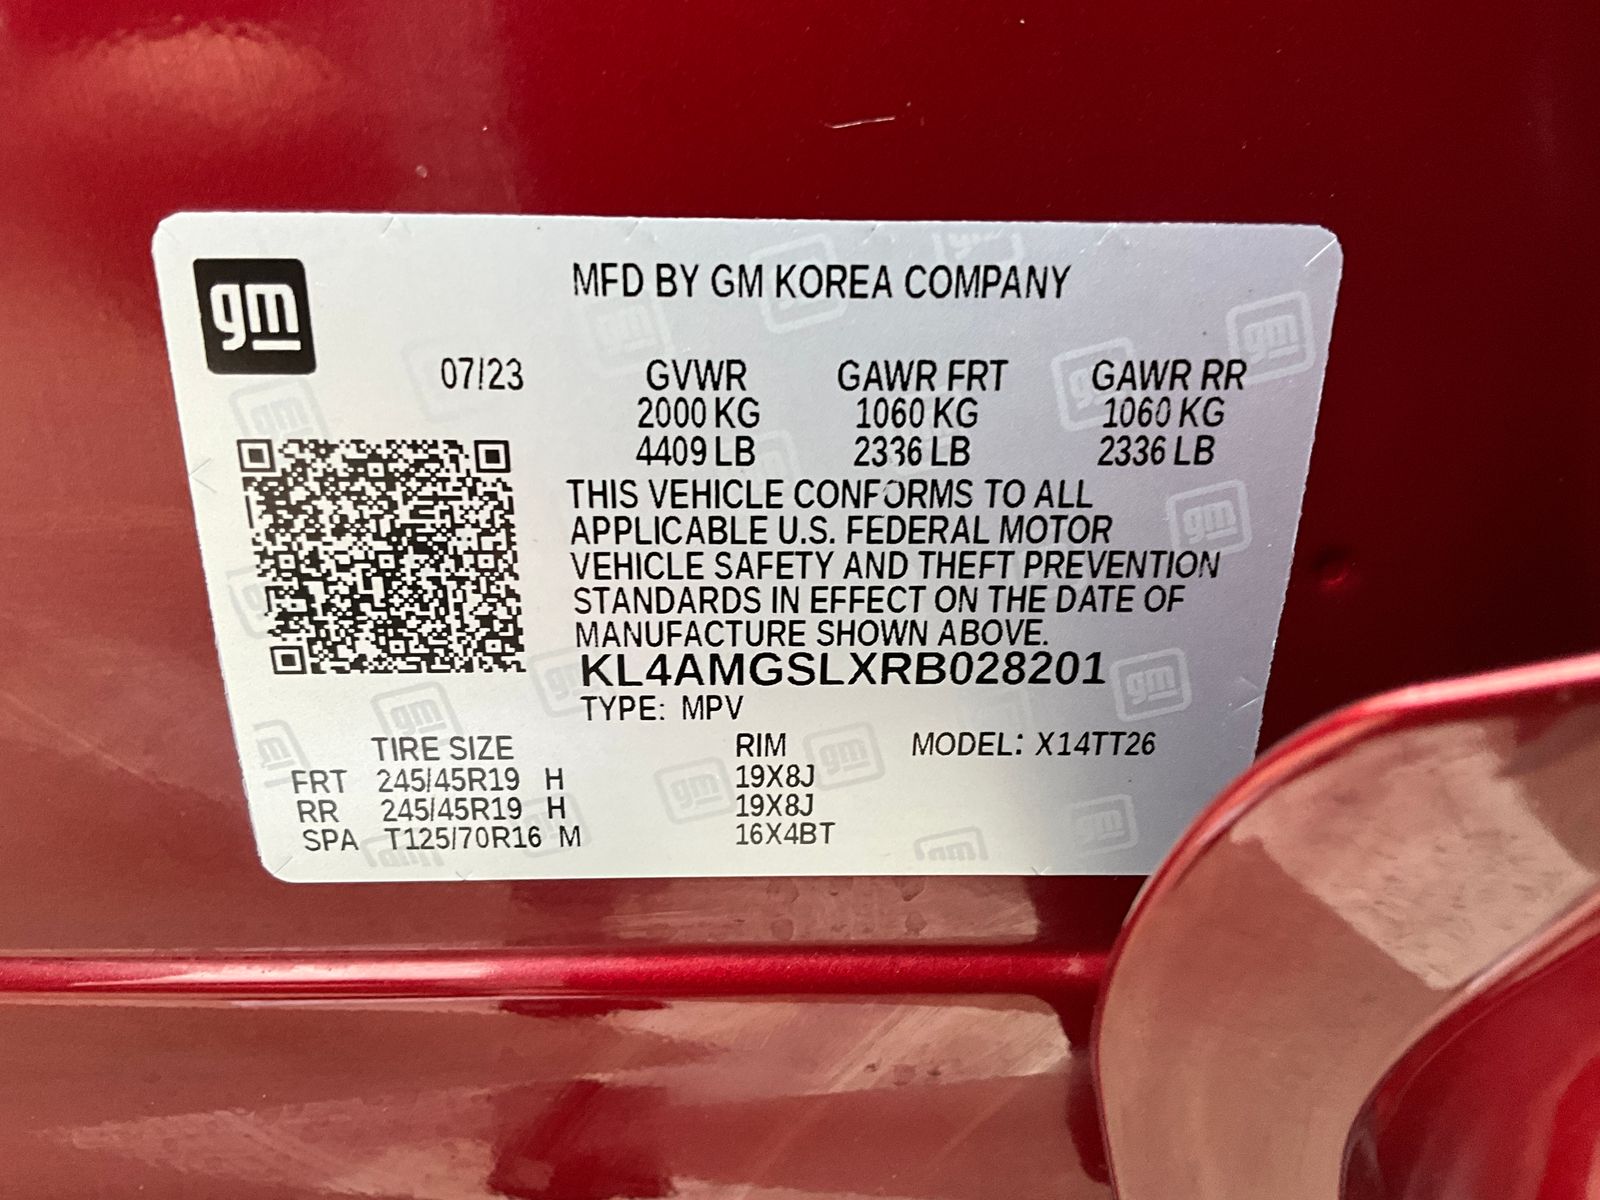 gm
MFD BY GM KOREA COMPANY
07/23 GVWR GAWR FRT GAWR RR
2000 KG 1060 KG 1060 KG
4409 LB 2336 LB 2336 LB
THIS VEHICLE CONFORMS TO ALL
APPLICABLE U.S. FEDERAL MOTOR
VEHICLE SAFETY AND THEFT PREVENTION
STANDARDS IN EFFECT ON THE DATE OF
MANUFACTURE SHOWN ABOVE.
KL4AMGSLXRB028201
TYPE: MPV
TIRE SIZE RIM MODEL: X14TT26
FRT 245/45R19 H 19X8J
RR 245/45R19 H 19X8J
SPA T125/70R16 M 16X4BT